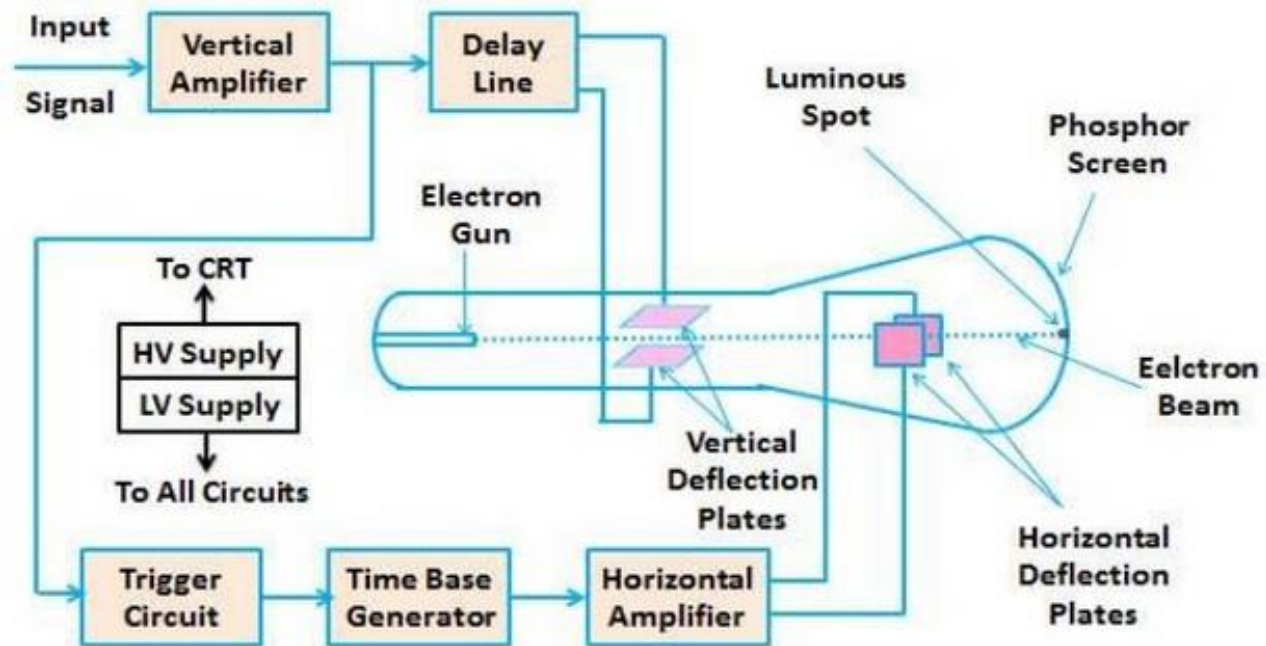 Input
Signal
Vertical
Amplifier
Delay
Line
Luminous
Spot
Phosphor
Screen
Electron
Gun
To CRT
HV Supply
LV Supply
To All Circuits
Eelctron
Beam
Vertical
Deflection
Plates
Horizontal
Deflection
Plates
Trigger
Circuit
Time Base
Generator
Horizontal
Amplifier